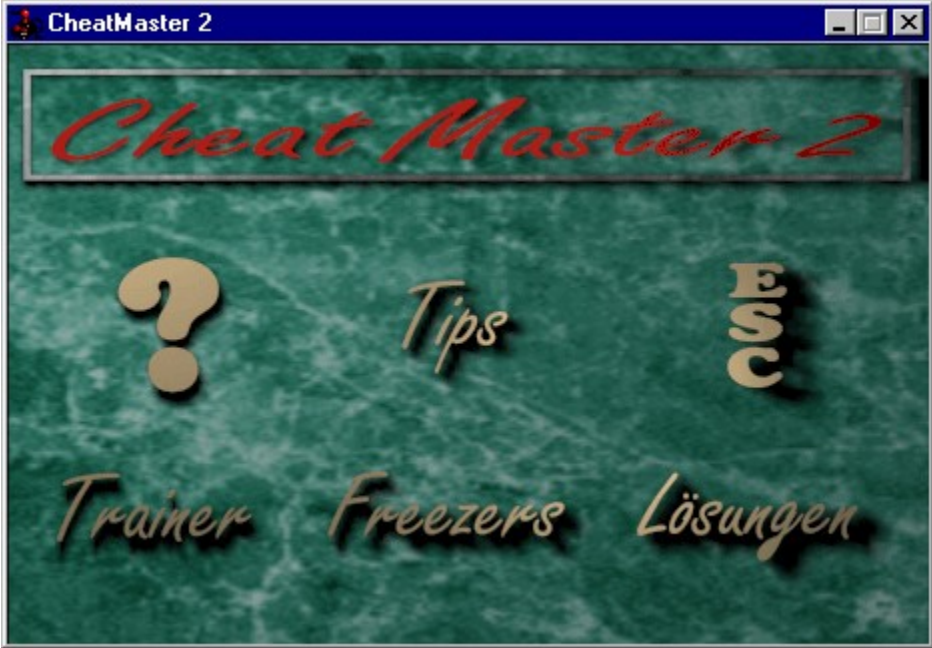 CheatMaster 2
Cheat Master 2
?
Tips
ESC
Trainer
Freezers
Lösungen